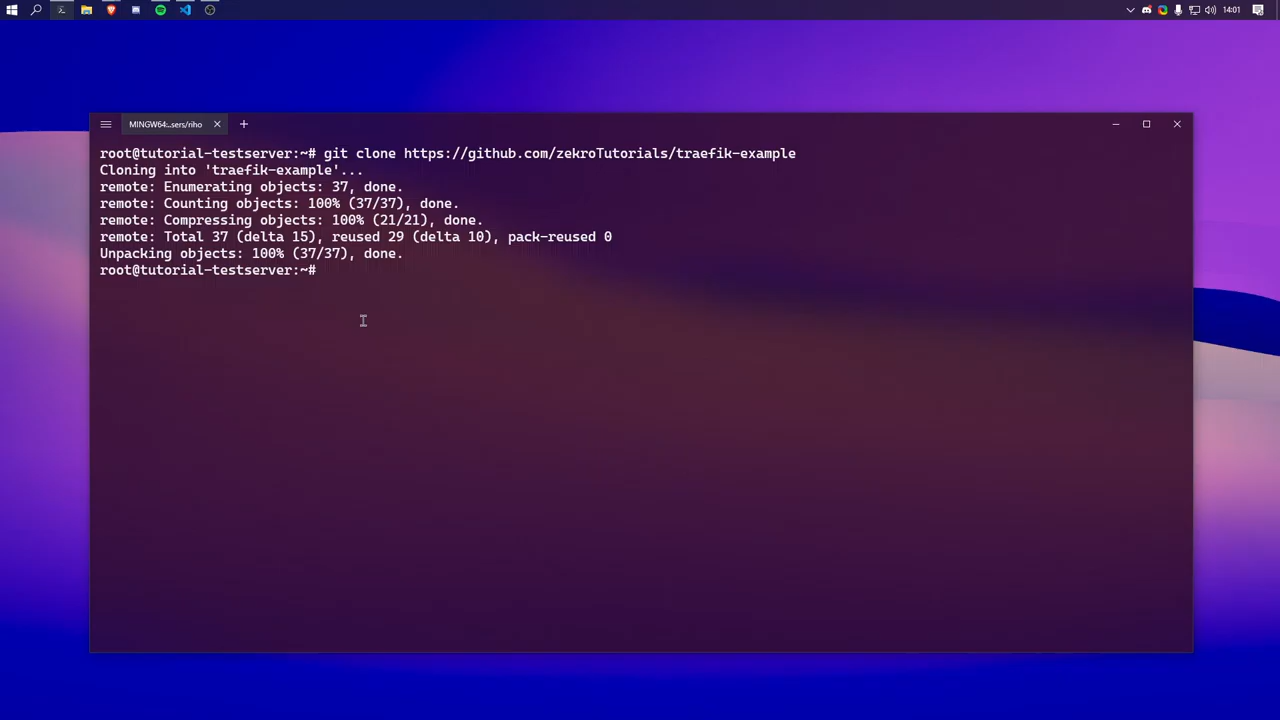 14:01
MINGW64:..sers/riho
root@tutorial-testserver:~# git clone https://github.com/zekroTutorials/traefik-example
Cloning into 'traefik-example'...
remote: Enumerating objects: 37, done.
remote: Counting objects: 100% (37/37), done.
remote: Compressing objects: 100% (21/21), done.
remote: Total 37 (delta 15), reused 29 (delta 10), pack-reused 0
Unpacking objects: 100% (37/37), done.
root@tutorial-testserver:~#